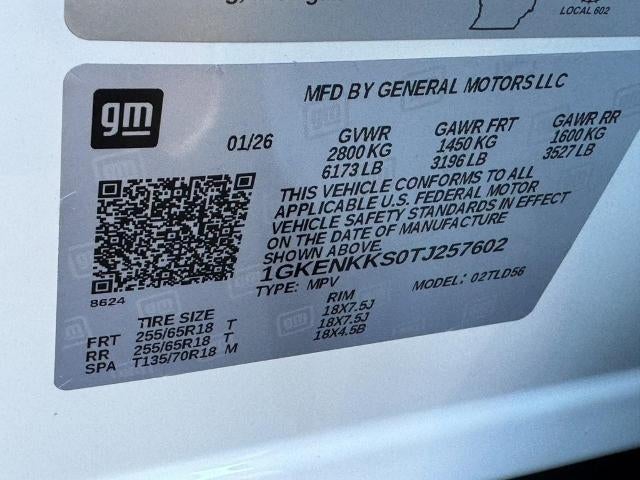 LOCAL 602
gm
MFD BY GENERAL MOTORS LLC
01/26
GVWR GAWR FRT GAWR RR
2800 KG 1450 KG 1600 KG
6173 LB 3196 LB 3527 LB
THIS VEHICLE CONFORMS TO ALL
APPLICABLE U.S. FEDERAL MOTOR
VEHICLE SAFETY STANDARDS IN EFFECT
ON THE DATE OF MANUFACTURE
1GKENKKS0TJ257602
8624
TYPE: MPV MODEL: 02TLD56
TIRE SIZE RIM
FRT 255/65R18 T 18X7.5J
RR 255/65R18 T 18X7.5J
SPA T135/70R18 M 18X4.5B